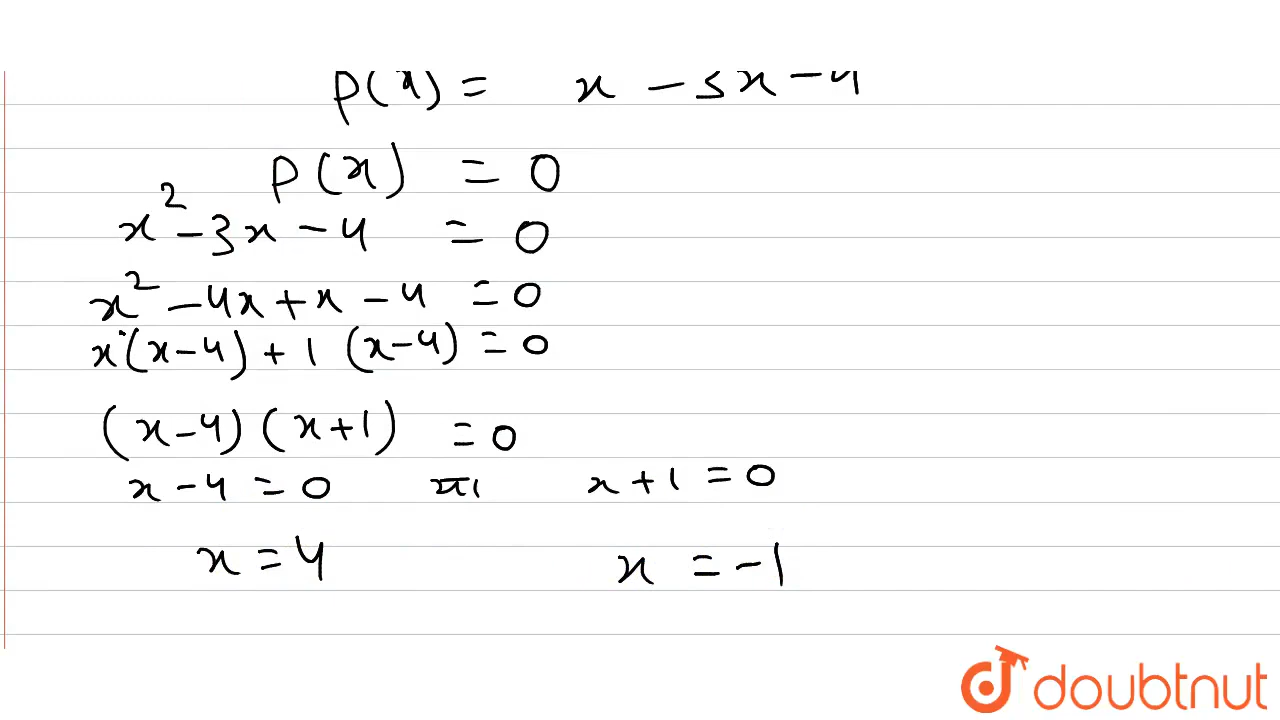 p(x) = x - 3x - 4
p(x) = 0
x² - 3x - 4 = 0
x² - 4x + x - 4 = 0
x(x-4) + 1 (x-4) = 0
(x-4) (x+1) = 0
x - 4 = 0 या x + 1 = 0
x = 4 x = -1
doubtnut